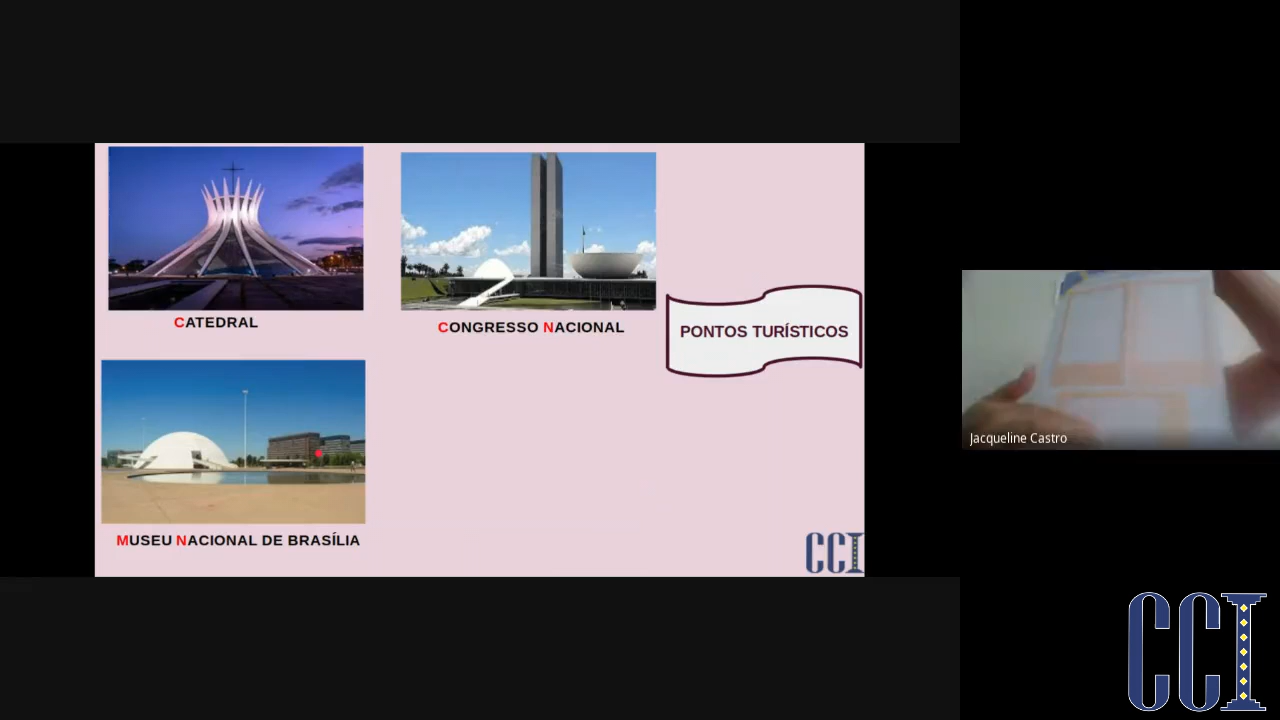 CATEDRAL
CONGRESSO NACIONAL
PONTOS TURÍSTICOS
MUSEU NACIONAL DE BRASÍLIA
CCI
Jacqueline Castro
CCI